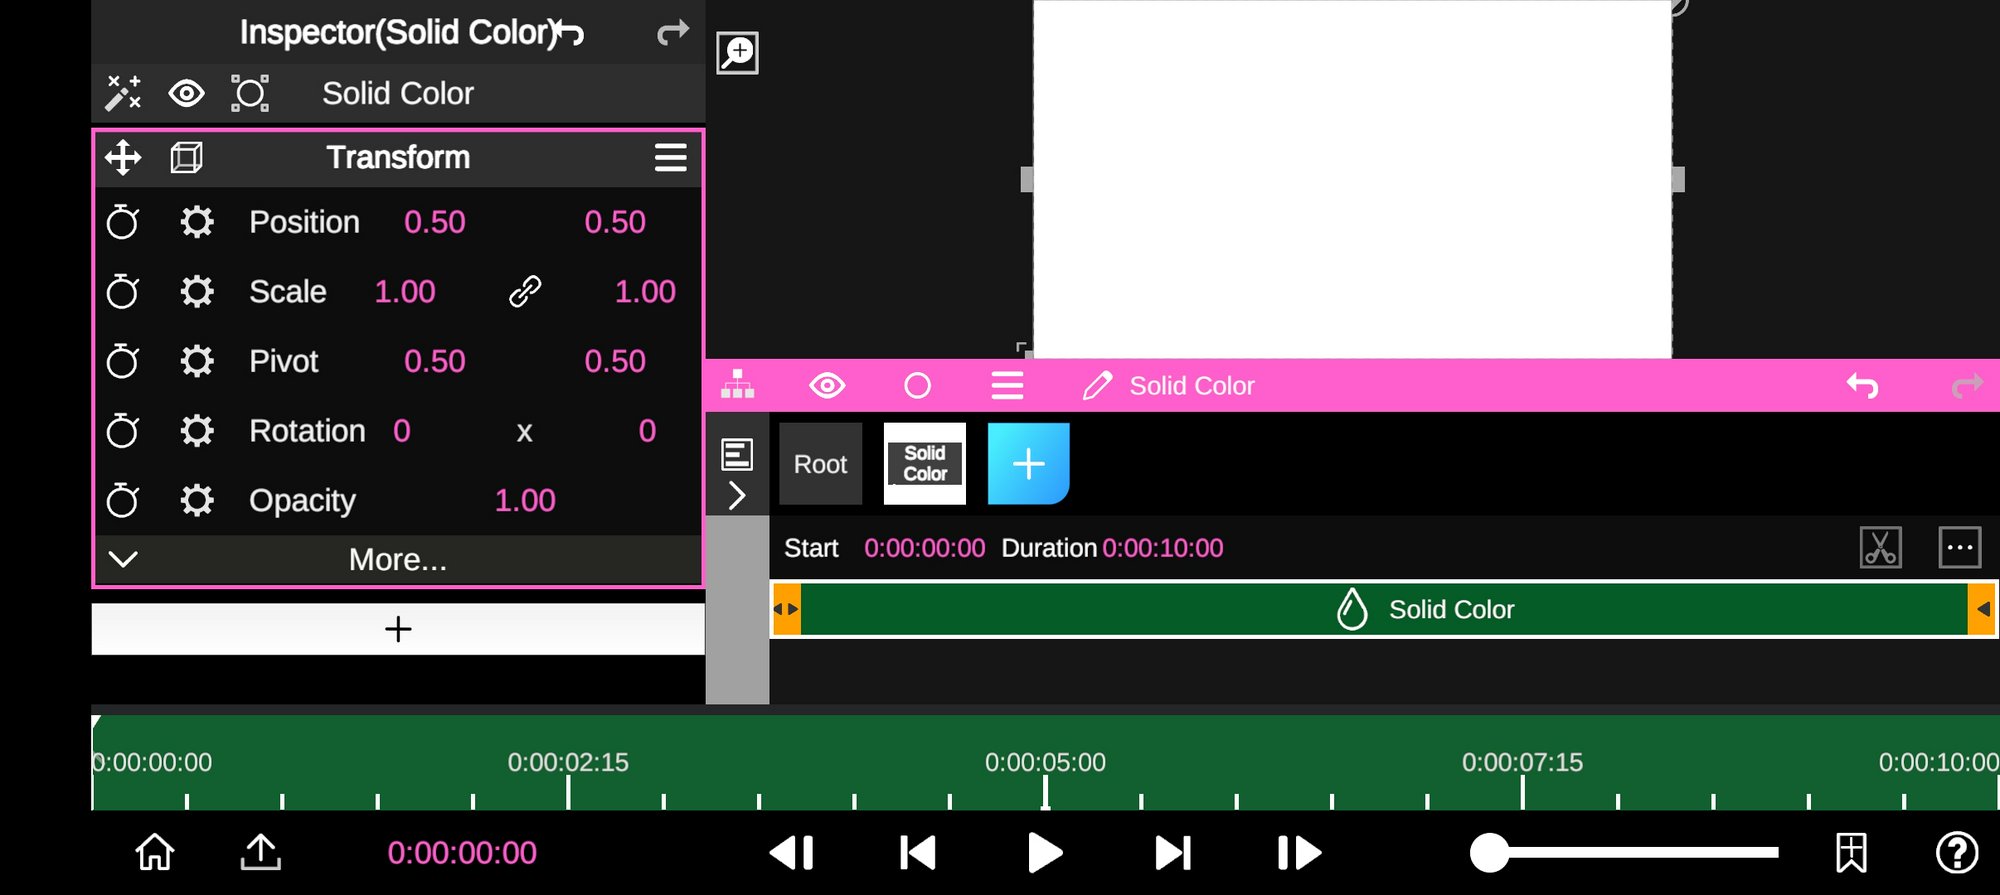 Inspector(Solid Color)
Solid Color
Transform
Position 0.50 0.50
Scale 1.00 1.00
Pivot 0.50 0.50
Rotation 0 x 0
Opacity 1.00
More...
Solid Color
Root
Solid
Color
Start 0:00:00:00 Duration 0:00:10:00
Solid Color
0:00:00:00 0:00:02:15 0:00:05:00 0:00:07:15 0:00:10:00
0:00:00:00